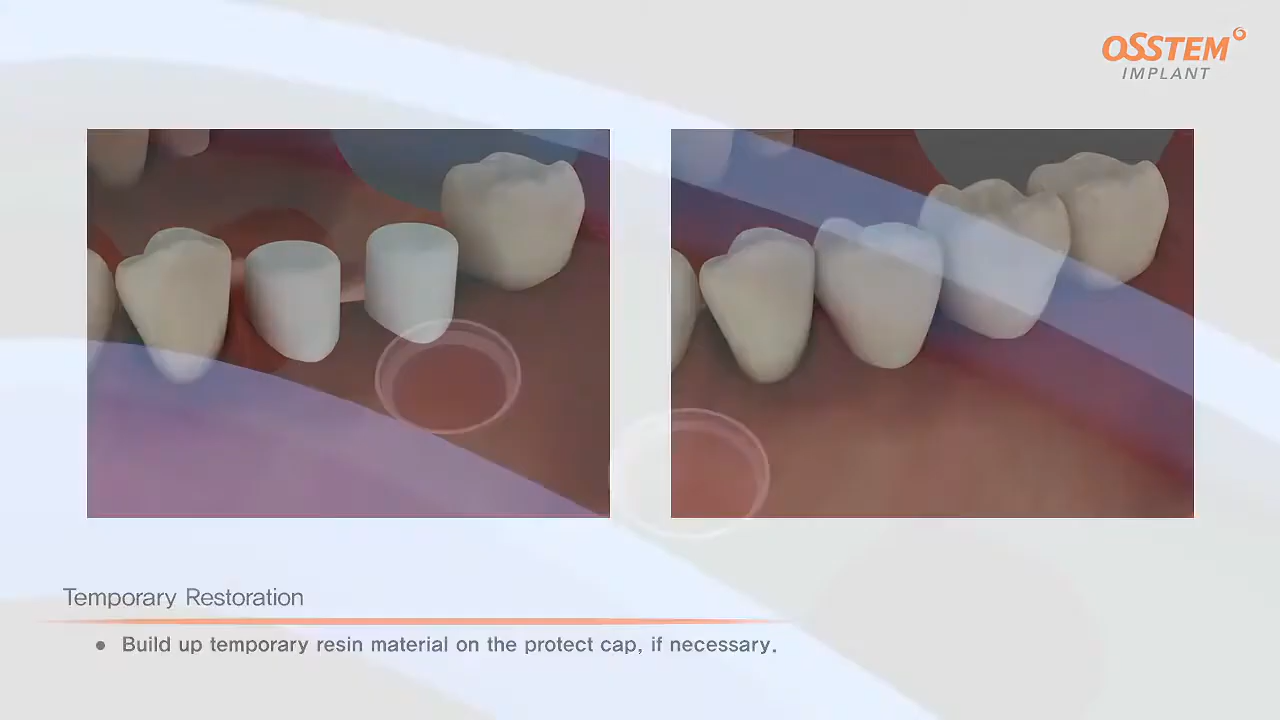 OSSTEM
IMPLANT
Temporary Restoration
● Build up temporary resin material on the protect cap, if necessary.